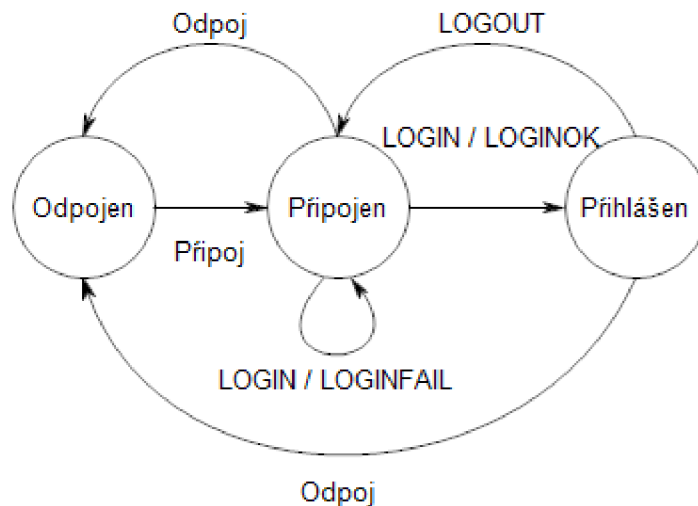 Odpoj
LOGOUT
LOGIN / LOGINOK
Odpojen
Připojen
Přihlášen
Připoj
LOGIN / LOGINFAIL
Odpoj